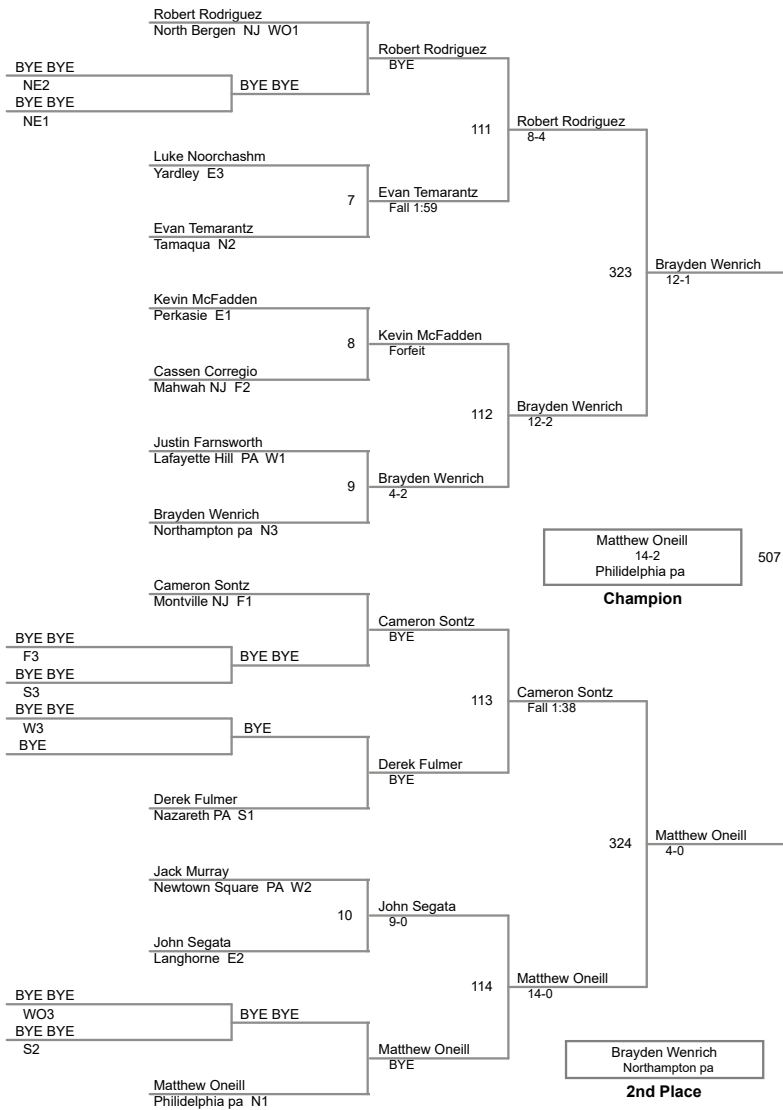 Robert Rodriguez
North Bergen NJ WO1
Robert Rodriguez
BYE
BYE BYE
NE2
BYE BYE
BYE BYE
NE1
111
Robert Rodriguez
8-4
Luke Noorchashm
Yardley E3
7
Evan Temarantz
Fall 1:59
Evan Temarantz
Tamaqua N2
323
Brayden Wenrich
12-1
Kevin McFadden
Perkasie E1
8
Kevin McFadden
Forfeit
Cassen Corregio
Mahwah NJ F2
112
Brayden Wenrich
12-2
Justin Farnsworth
Lafayette Hill PA W1
9
Brayden Wenrich
4-2
Brayden Wenrich
Northampton pa N3
Matthew Oneill
14-2
Philidelphia pa
507
Champion
Cameron Sontz
Montville NJ F1
Cameron Sontz
BYE
BYE BYE
F3
BYE BYE
BYE BYE
S3
113
Cameron Sontz
Fall 1:38
BYE BYE
W3
BYE
BYE
Derek Fulmer
BYE
Derek Fulmer
Nazareth PA S1
324
Matthew Oneill
4-0
Jack Murray
Newtown Square PA W2
10
John Segata
9-0
John Segata
Langhorne E2
114
Matthew Oneill
14-0
BYE BYE
WO3
BYE BYE
BYE BYE
S2
Matthew Oneill
BYE
Matthew Oneill
Philidelphia pa N1
Brayden Wenrich
Northampton pa
2nd Place